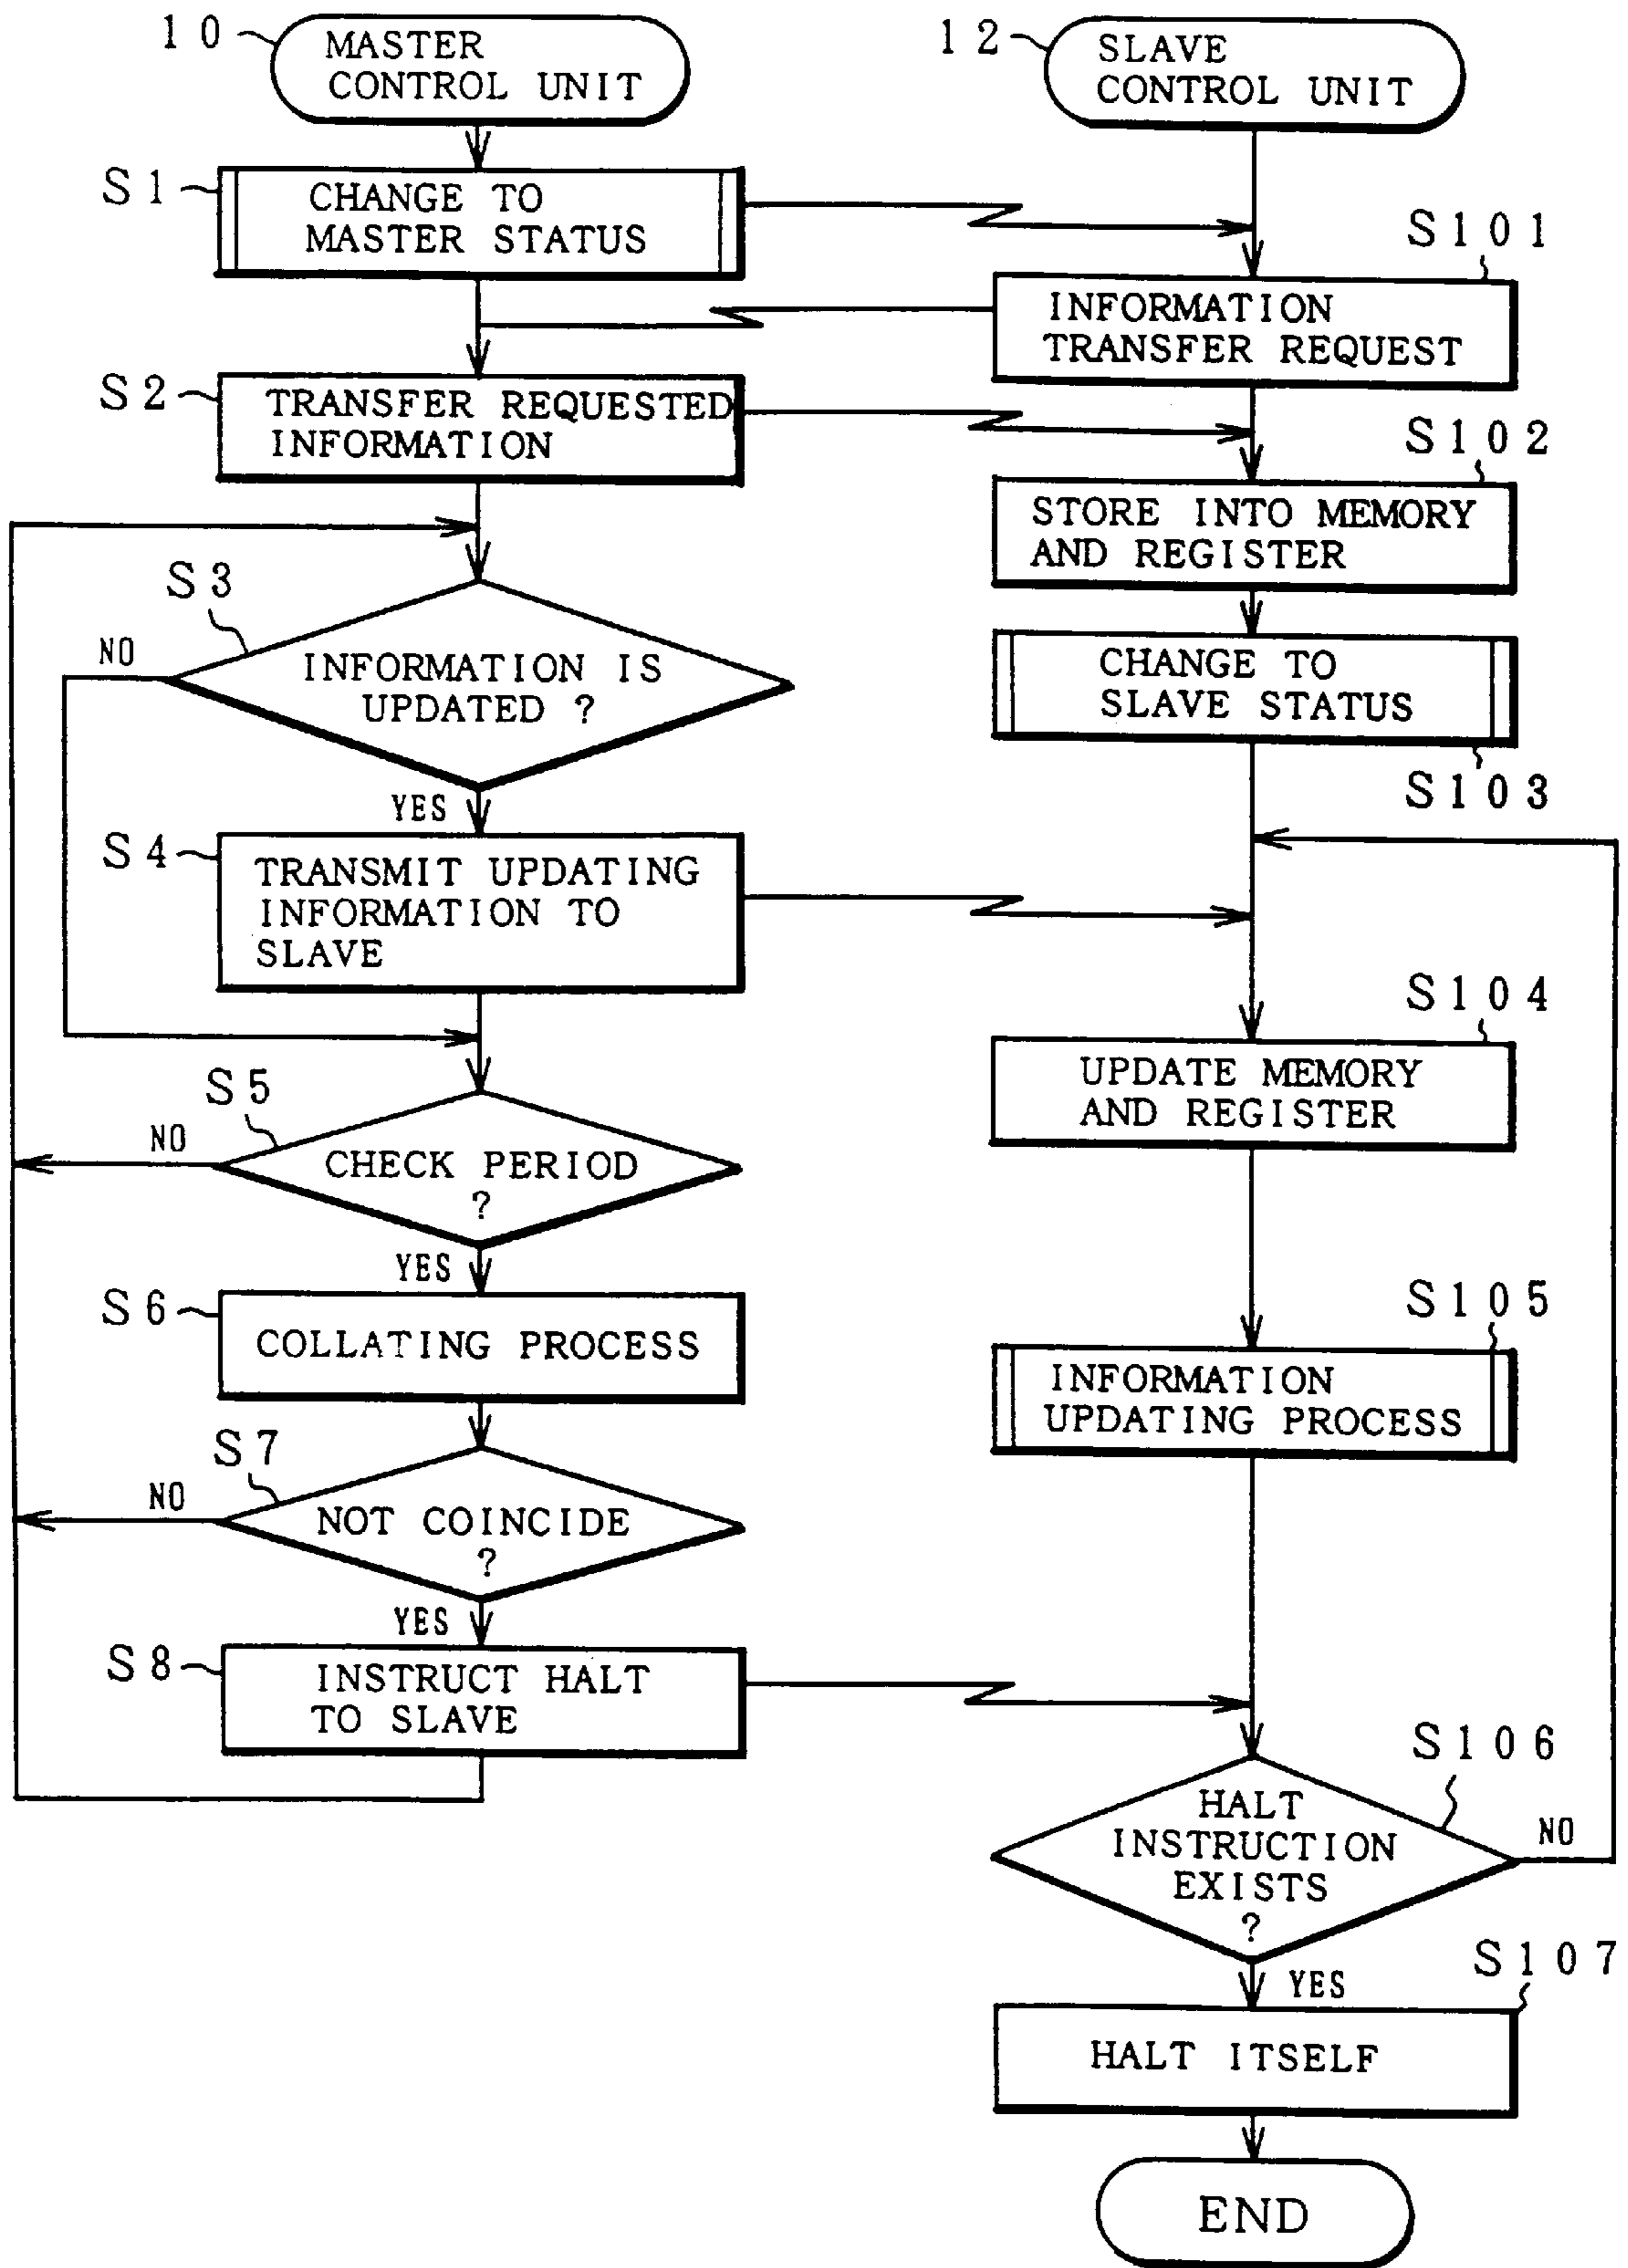 10
MASTER
CONTROL UNIT
S1
CHANGE TO
MASTER STATUS
S2
TRANSFER REQUESTED
INFORMATION
S3
INFORMATION IS
UPDATED ?
NO
YES
S4
TRANSMIT UPDATING
INFORMATION TO
SLAVE
S5
CHECK PERIOD
?
NO
YES
S6
COLLATING PROCESS
S7
NOT COINCIDE
?
NO
YES
S8
INSTRUCT HALT
TO SLAVE
12
SLAVE
CONTROL UNIT
S101
INFORMATION
TRANSFER REQUEST
S102
STORE INTO MEMORY
AND REGISTER
CHANGE TO
SLAVE STATUS
S103
S104
UPDATE MEMORY
AND REGISTER
S105
INFORMATION
UPDATING PROCESS
S106
HALT
INSTRUCTION
EXISTS
?
NO
YES
S107
HALT ITSELF
END